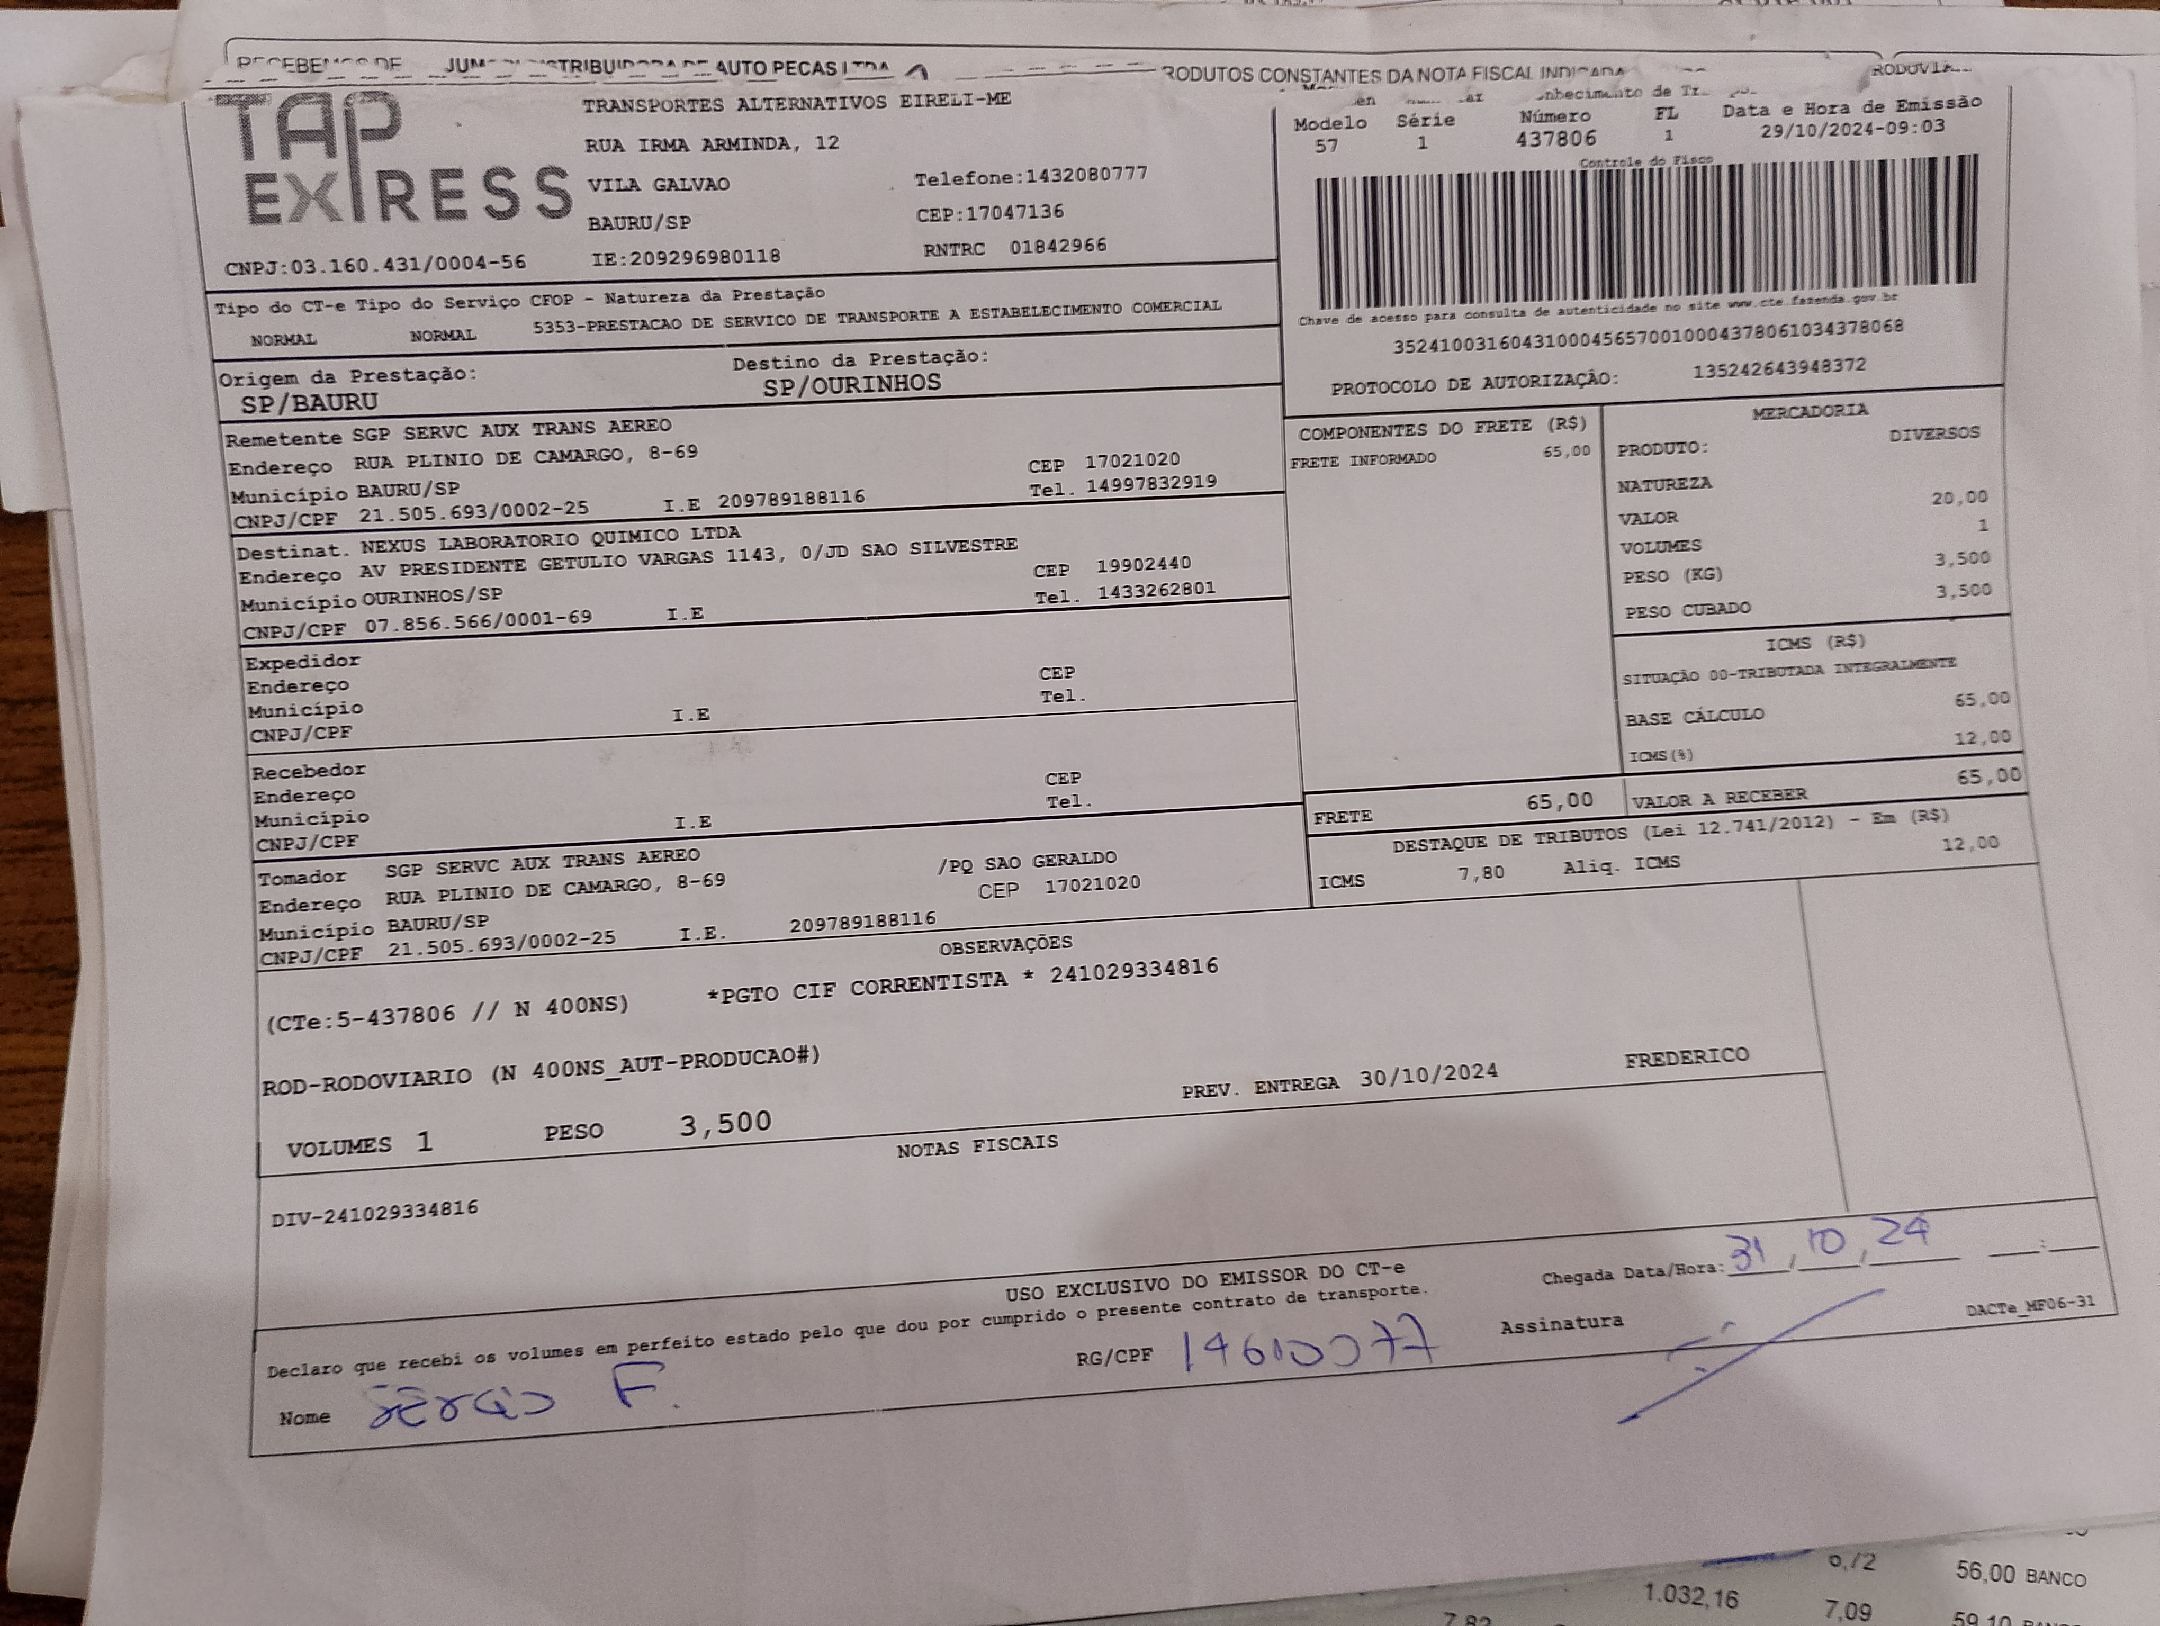 JUM
AUTO PECAS LTDA
RODUTOS CONSTANTES DA NOTA FISCAL INDICADA
TAP
EXPRESS
TRANSPORTES ALTERNATIVOS EIRELI-ME
RUA IRMA ARMINDA, 12
VILA GALVAO Telefone:1432080777
BAURU/SP CEP:17047136
CNPJ:03.160.431/0004-56 IE:209296980118 RNTRC 01842966
Modelo Série Número FL Data e Hora de Emissão
57 1 437806 1 29/10/2024-09:03
Controle do Fisco
Chave de acesso para consulta de autenticidade no site www.cte.fazenda.gov.br
35241003160431000456570010004378061034378068
PROTOCOLO DE AUTORIZAÇÃO: 135242643948372
Tipo do CT-e Tipo do Serviço CFOP - Natureza da Prestação
NORMAL NORMAL 5353-PRESTACAO DE SERVICO DE TRANSPORTE A ESTABELECIMENTO COMERCIAL
Origem da Prestação: Destino da Prestação:
SP/BAURU SP/OURINHOS
Remetente SGP SERVC AUX TRANS AEREO
Endereço RUA PLINIO DE CAMARGO, 8-69 CEP 17021020
Município BAURU/SP Tel. 14997832919
CNPJ/CPF 21.505.693/0002-25 I.E 209789188116
Destinat. NEXUS LABORATORIO QUIMICO LTDA
Endereço AV PRESIDENTE GETULIO VARGAS 1143, 0/JD SAO SILVESTRE CEP 19902440
Município OURINHOS/SP Tel. 1433262801
CNPJ/CPF 07.856.566/0001-69 I.E
Expedidor
Endereço CEP
Município Tel.
CNPJ/CPF I.E
Recebedor
Endereço CEP
Município Tel.
CNPJ/CPF I.E
Tomador SGP SERVC AUX TRANS AEREO /PQ SAO GERALDO
Endereço RUA PLINIO DE CAMARGO, 8-69 CEP 17021020
Município BAURU/SP
CNPJ/CPF 21.505.693/0002-25 I.E. 209789188116
COMPONENTES DO FRETE (R$)
FRETE INFORMADO 65,00
MERCADORIA
PRODUTO: DIVERSOS
NATUREZA
VALOR 20,00
VOLUMES 1
PESO (KG) 3,500
PESO CUBADO 3,500
ICMS (R$)
SITUAÇÃO 00-TRIBUTADA INTEGRALMENTE
BASE CÁLCULO 65,00
ICMS(%) 12,00
FRETE 65,00 VALOR A RECEBER 65,00
DESTAQUE DE TRIBUTOS (Lei 12.741/2012) - Em (R$)
ICMS 7,80 Aliq. ICMS 12,00
OBSERVAÇÕES
(CTe:5-437806 // N 400NS) *PGTO CIF CORRENTISTA * 241029334816
ROD-RODOVIARIO (N 400NS_AUT-PRODUCAO#)
PREV. ENTREGA 30/10/2024 FREDERICO
VOLUMES 1 PESO 3,500
NOTAS FISCAIS
DIV-241029334816
USO EXCLUSIVO DO EMISSOR DO CT-e
Chegada Data/Hora: 31,10,24 __:__
Declaro que recebi os volumes em perfeito estado pelo que dou por cumprido o presente contrato de transporte.
DACTe_MF06-31
Nome Sergio F. RG/CPF Assinatura
56,00 BANCO
1.032,16 7,09